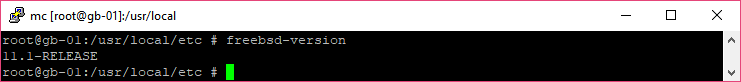 mc [root@gb-01]:/usr/local
root@gb-01:/usr/local/etc # freebsd-version
11.1-RELEASE
root@gb-01:/usr/local/etc #